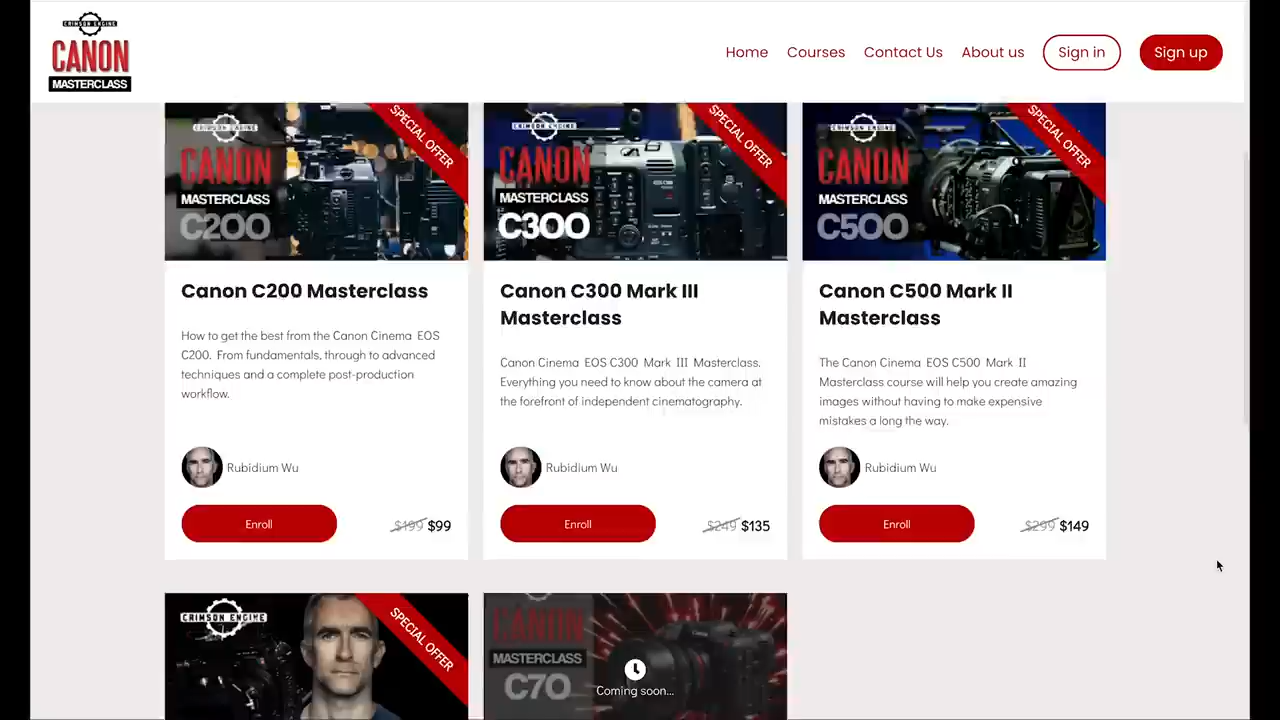 CRIMSON ENGINE
CANON
MASTERCLASS
Home Courses Contact Us About us Sign in Sign up
CRIMSON ENGINE
CANON
MASTERCLASS
C200
SPECIAL OFFER
CRIMSON ENGINE
CANON
MASTERCLASS
C300
SPECIAL OFFER
CRIMSON ENGINE
CANON
MASTERCLASS
C500
SPECIAL OFFER
Canon C200 Masterclass
How to get the best from the Canon Cinema EOS
C200. From fundamentals, through to advanced
techniques and a complete post-production
workflow.
Rubidium Wu
Enroll $199 $99
Canon C300 Mark III
Masterclass
Canon Cinema EOS C300 Mark III Masterclass.
Everything you need to know about the camera at
the forefront of independent cinematography.
Rubidium Wu
Enroll $249 $135
Canon C500 Mark II
Masterclass
The Canon Cinema EOS C500 Mark II
Masterclass course will help you create amazing
images without having to make expensive
mistakes a long the way.
Rubidium Wu
Enroll $299 $149
CRIMSON ENGINE
SPECIAL OFFER
CANON
MASTERCLASS
C70
Coming soon...